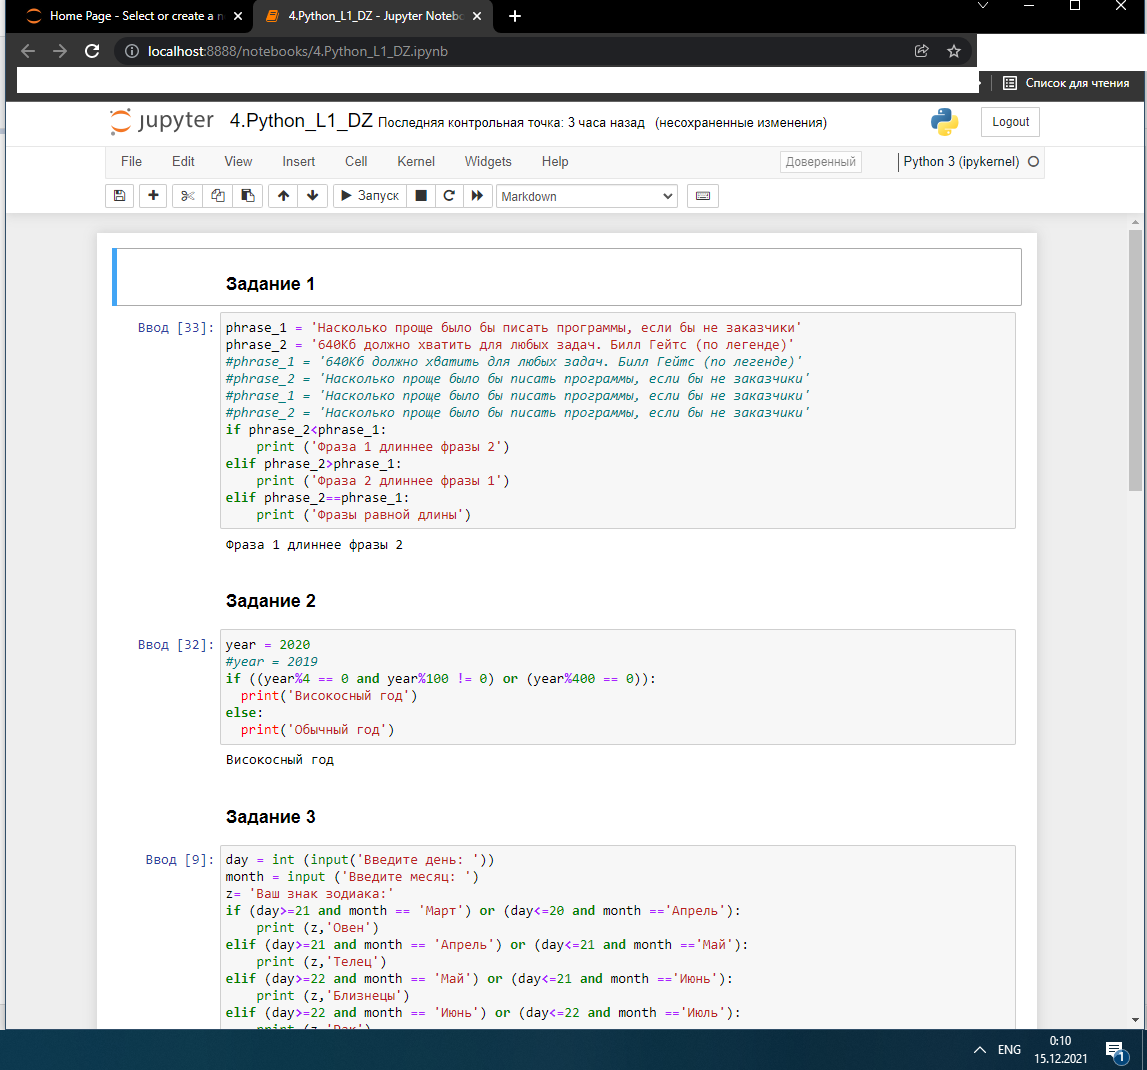 Home Page - Select or create a n
4.Python_L1_DZ - Jupyter Notebo
localhost:8888/notebooks/4.Python_L1_DZ.ipynb
Список для чтения
jupyter 4.Python_L1_DZ Последняя контрольная точка: 3 часа назад (несохраненные изменения)
Logout
File Edit View Insert Cell Kernel Widgets Help
Доверенный
Python 3 (ipykernel)
Запуск
Markdown
Задание 1
Ввод [33]:
phrase_1 = 'Насколько проще было бы писать программы, если бы не заказчики'
phrase_2 = '640Кб должно хватить для любых задач. Билл Гейтс (по легенде)'
#phrase_1 = '640Кб должно хватить для любых задач. Билл Гейтс (по легенде)'
#phrase_2 = 'Насколько проще было бы писать программы, если бы не заказчики'
#phrase_1 = 'Насколько проще было бы писать программы, если бы не заказчики'
#phrase_2 = 'Насколько проще было бы писать программы, если бы не заказчики'
if phrase_2<phrase_1:
    print ('Фраза 1 длиннее фразы 2')
elif phrase_2>phrase_1:
    print ('Фраза 2 длиннее фразы 1')
elif phrase_2==phrase_1:
    print ('Фразы равной длины')
Фраза 1 длиннее фразы 2
Задание 2
Ввод [32]:
year = 2020
#year = 2019
if ((year%4 == 0 and year%100 != 0) or (year%400 == 0)):
  print('Високосный год')
else:
  print('Обычный год')
Високосный год
Задание 3
Ввод [9]:
day = int (input('Введите день: '))
month = input ('Введите месяц: ')
z= 'Ваш знак зодиака:'
if (day>=21 and month == 'Март') or (day<=20 and month =='Апрель'):
    print (z,'Овен')
elif (day>=21 and month == 'Апрель') or (day<=21 and month =='Май'):
    print (z,'Телец')
elif (day>=22 and month == 'Май') or (day<=21 and month =='Июнь'):
    print (z,'Близнецы')
elif (day>=22 and month == 'Июнь') or (day<=22 and month =='Июль'):
    print (z,'Рак')
ENG
0:10
15.12.2021
1